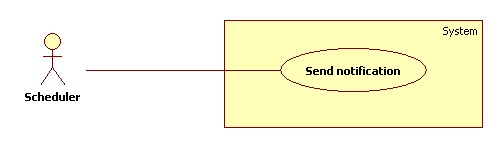 System
Send notification
Scheduler